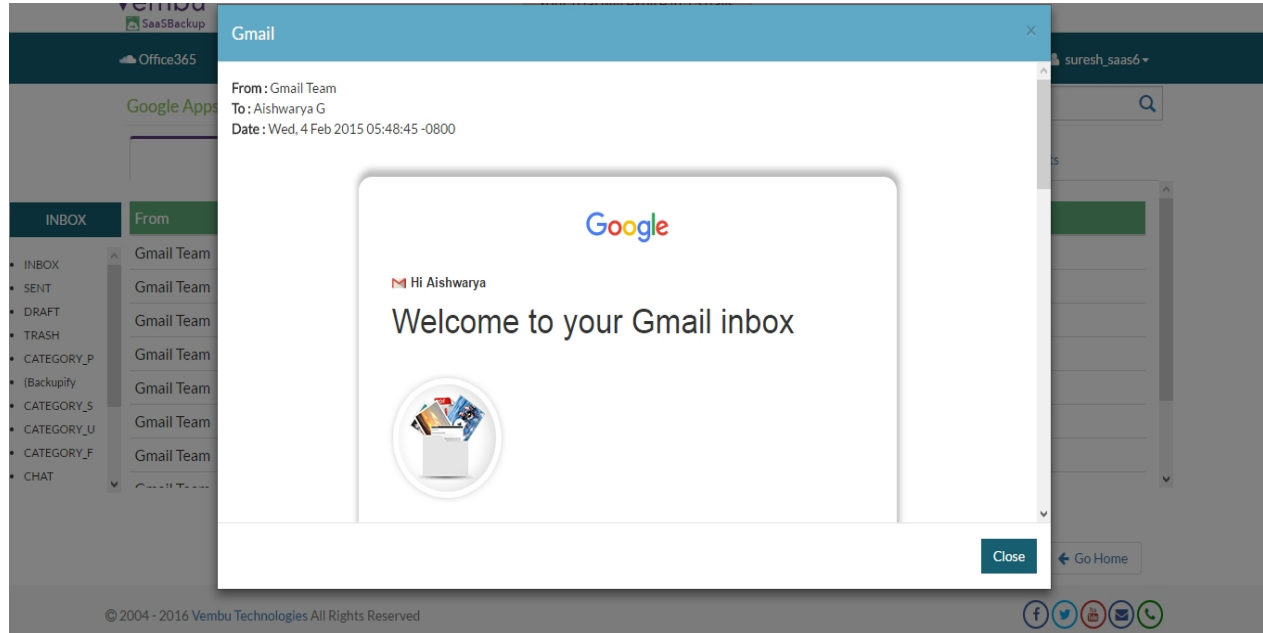 SaaSBackup
Gmail
×
Office365
suresh_saas6
Google Apps
From : Gmail Team
To : Aishwarya G
Date : Wed, 4 Feb 2015 05:48:45 -0800
INBOX
From
INBOX
SENT
DRAFT
TRASH
CATEGORY_P
(Backupify
CATEGORY_S
CATEGORY_U
CATEGORY_F
CHAT
Gmail Team
Gmail Team
Gmail Team
Gmail Team
Gmail Team
Gmail Team
Gmail Team
Gmail Team
Google
Hi Aishwarya
Welcome to your Gmail inbox
Close
Go Home
© 2004 - 2016 Vembu Technologies All Rights Reserved